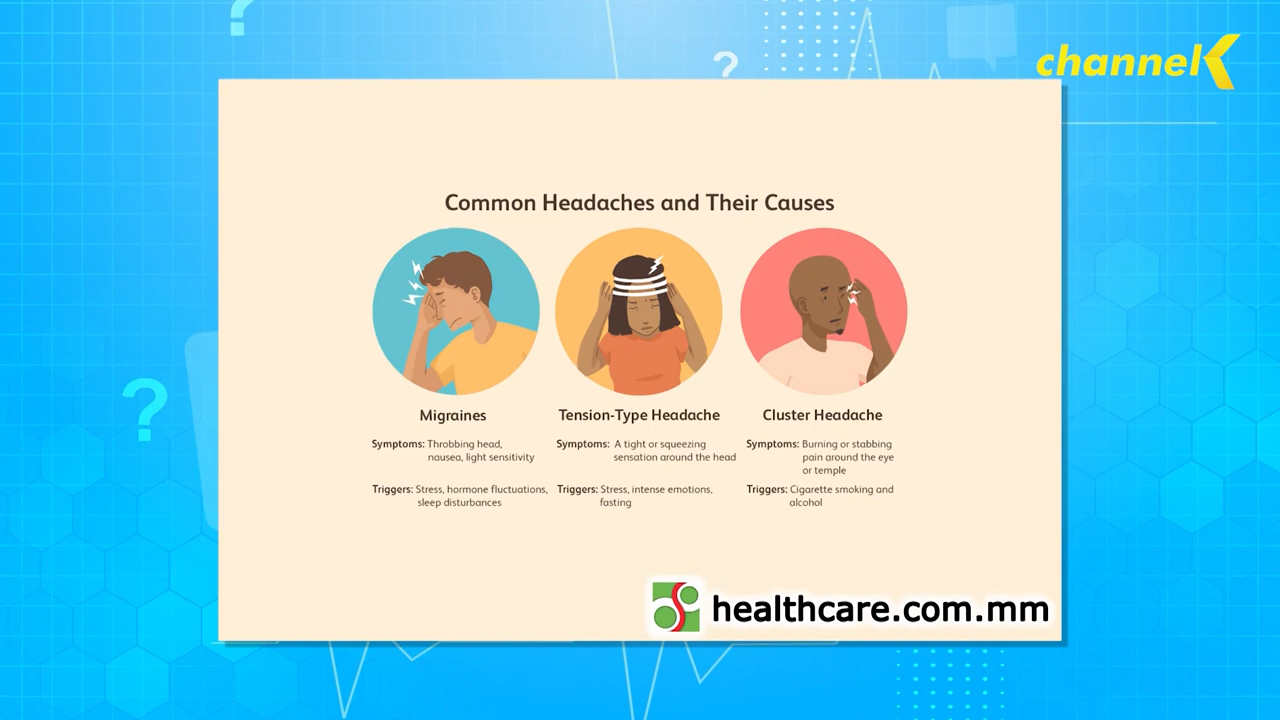 channelK
Common Headaches and Their Causes
Migraines
Symptoms: Throbbing head,
nausea, light sensitivity
Triggers: Stress, hormone fluctuations,
sleep disturbances
Tension-Type Headache
Symptoms: A tight or squeezing
sensation around the head
Triggers: Stress, intense emotions,
fasting
Cluster Headache
Symptoms: Burning or stabbing
pain around the eye
or temple
Triggers: Cigarette smoking and
alcohol
healthcare.com.mm